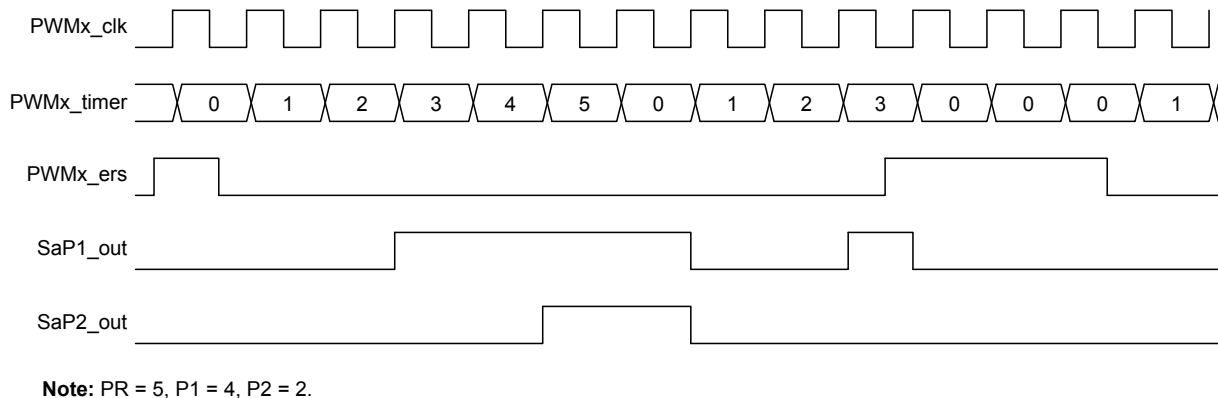 PWMx_clk
PWMx_timer 0 1 2 3 4 5 0 1 2 3 0 0 0 1
PWMx_ers
SaP1_out
SaP2_out
Note: PR = 5, P1 = 4, P2 = 2.